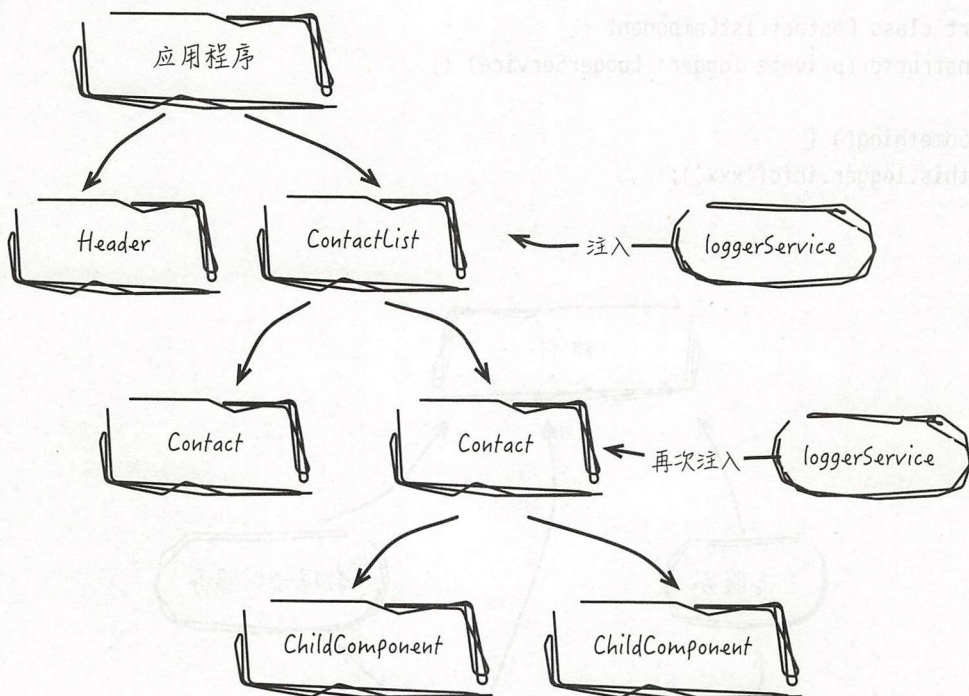 应用程序
Header
ContactList
注入
loggerService
Contact
Contact
再次注入
loggerService
ChildComponent
ChildComponent